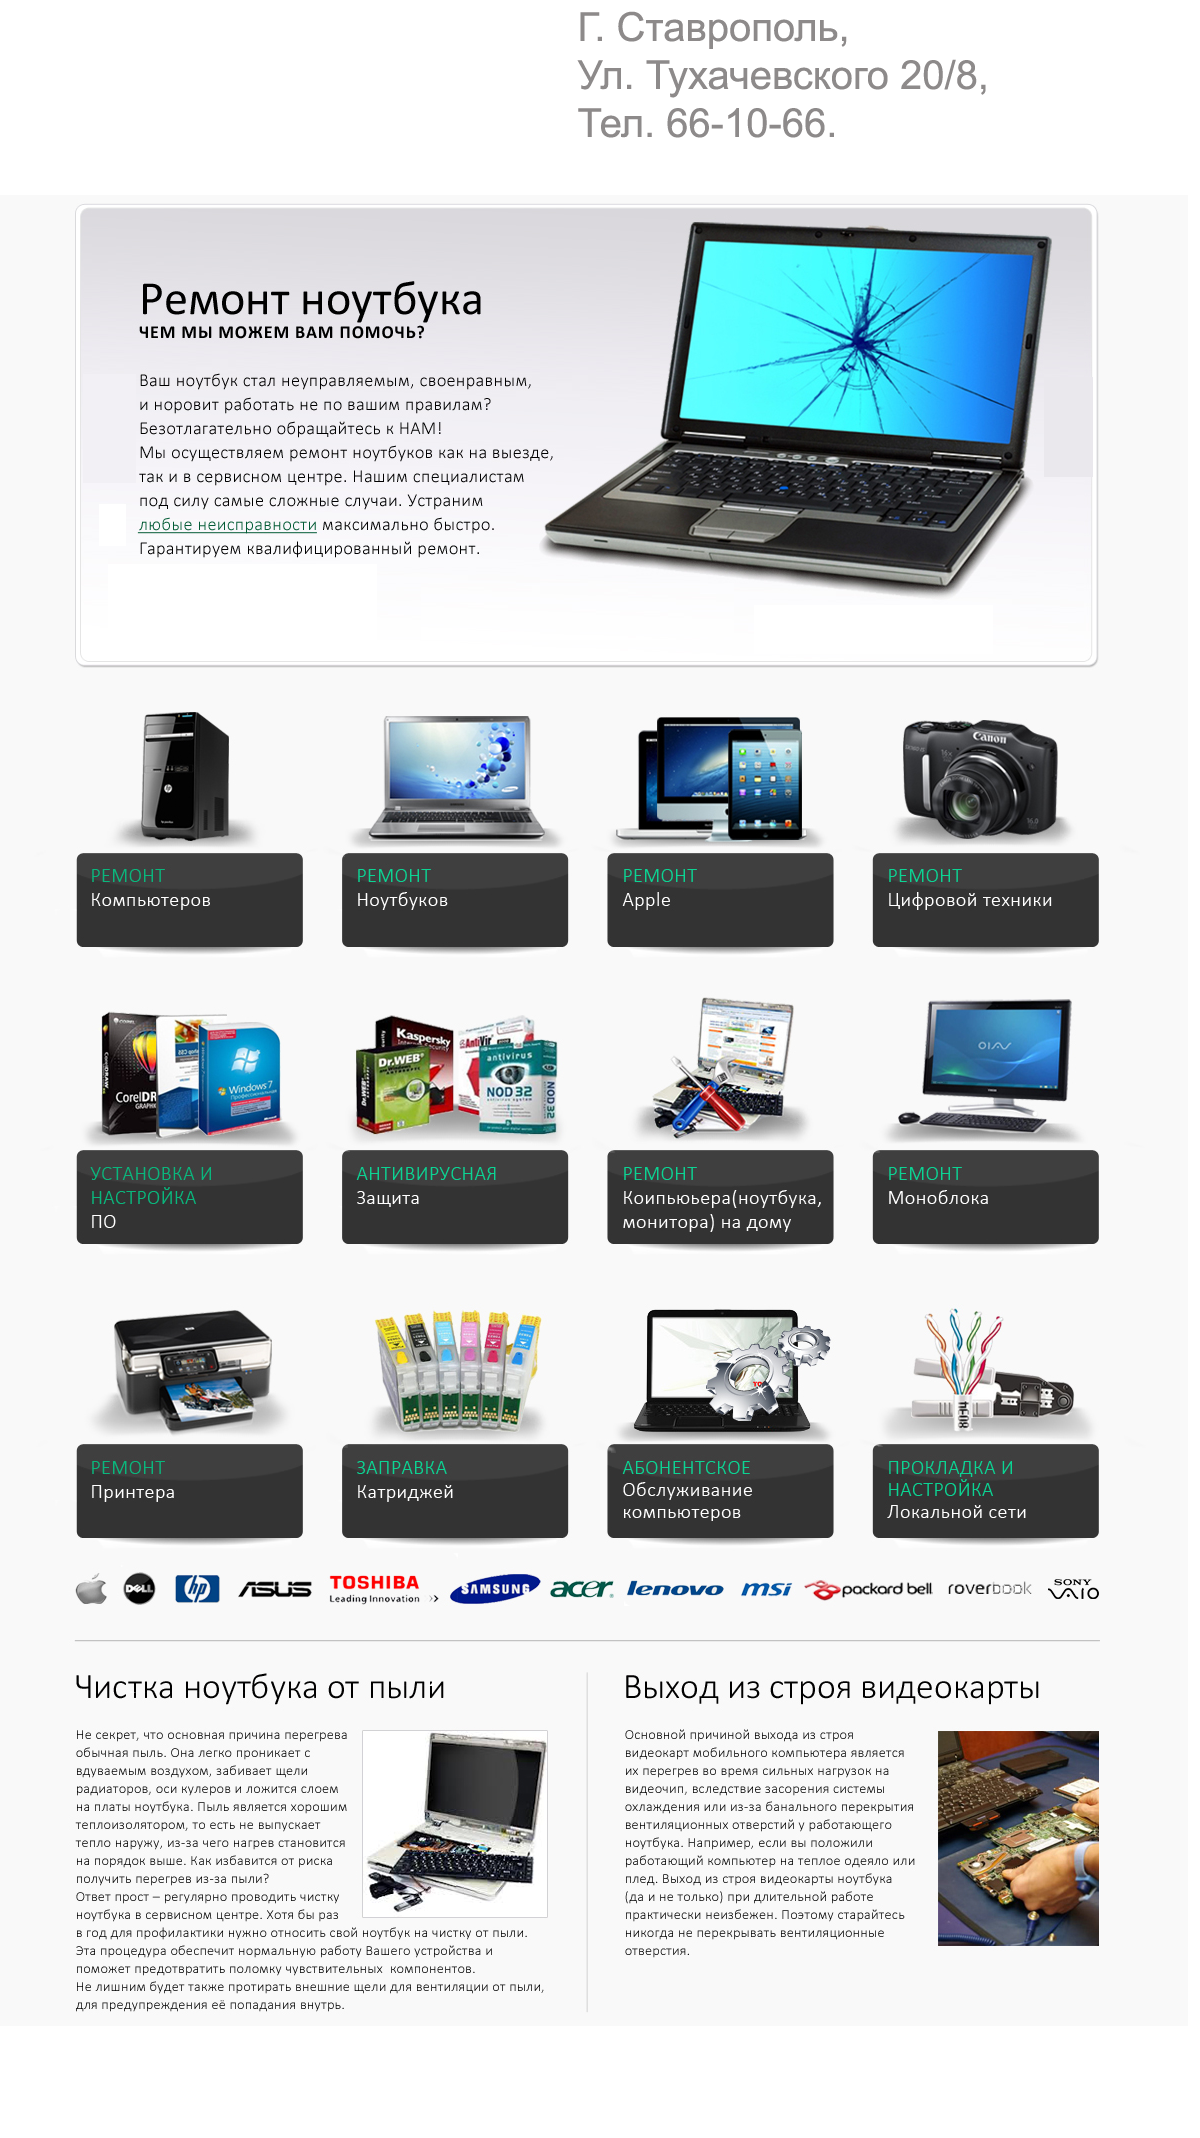 Г. Ставрополь,
Ул. Тухачевского 20/8,
Тел. 66-10-66.
Ремонт ноутбука
ЧЕМ МЫ МОЖЕМ ВАМ ПОМОЧЬ?
Ваш ноутбук стал неуправляемым, своенравным,
и норовит работать не по вашим правилам?
Безотлагательно обращайтесь к НАМ!
Мы осуществляем ремонт ноутбуков как на выезде,
так и в сервисном центре. Нашим специалистам
под силу самые сложные случаи. Устраним
любые неисправности максимально быстро.
Гарантируем квалифицированный ремонт.
Canon
РЕМОНТ
Компьютеров
РЕМОНТ
Ноутбуков
РЕМОНТ
Apple
РЕМОНТ
Цифровой техники
CorelDR
GRAPHIC
Windows 7
Kaspersky
Internet Security
AntiVir
Dr.WEB
antivirus
NOD32
VAIO
УСТАНОВКА И
НАСТРОЙКА
ПО
АНТИВИРУСНАЯ
Защита
РЕМОНТ
Коипьюьера(ноутбука,
монитора) на дому
РЕМОНТ
Моноблока
РЕМОНТ
Принтера
ЗАПРАВКА
Катриджей
АБОНЕНТСКОЕ
Обслуживание
компьютеров
ПРОКЛАДКА И
НАСТРОЙКА
Локальной сети
DELL hp ASUS TOSHIBA Leading Innovation SAMSUNG acer lenovo msi packard bell roverbook SONY VAIO
Чистка ноутбука от пыли
Не секрет, что основная причина перегрева
обычная пыль. Она легко проникает с
вдуваемым воздухом, забивает щели
радиаторов, оси кулеров и ложится слоем
на платы ноутбука. Пыль является хорошим
теплоизолятором, то есть не выпускает
тепло наружу, из-за чего нагрев становится
на порядок выше. Как избавится от риска
получить перегрев из-за пыли?
Ответ прост – регулярно проводить чистку
ноутбука в сервисном центре. Хотя бы раз
в год для профилактики нужно относить свой ноутбук на чистку от пыли.
Эта процедура обеспечит нормальную работу Вашего устройства и
поможет предотвратить поломку чувствительных компонентов.
Не лишним будет также протирать внешние щели для вентиляции от пыли,
для предупреждения её попадания внутрь.
Выход из строя видеокарты
Основной причиной выхода из строя
видеокарт мобильного компьютера является
их перегрев во время сильных нагрузок на
видеочип, вследствие засорения системы
охлаждения или из-за банального перекрытия
вентиляционных отверстий у работающего
ноутбука. Например, если вы положили
работающий компьютер на теплое одеяло или
плед. Выход из строя видеокарты ноутбука
(да и не только) при длительной работе
практически неизбежен. Поэтому старайтесь
никогда не перекрывать вентиляционные
отверстия.